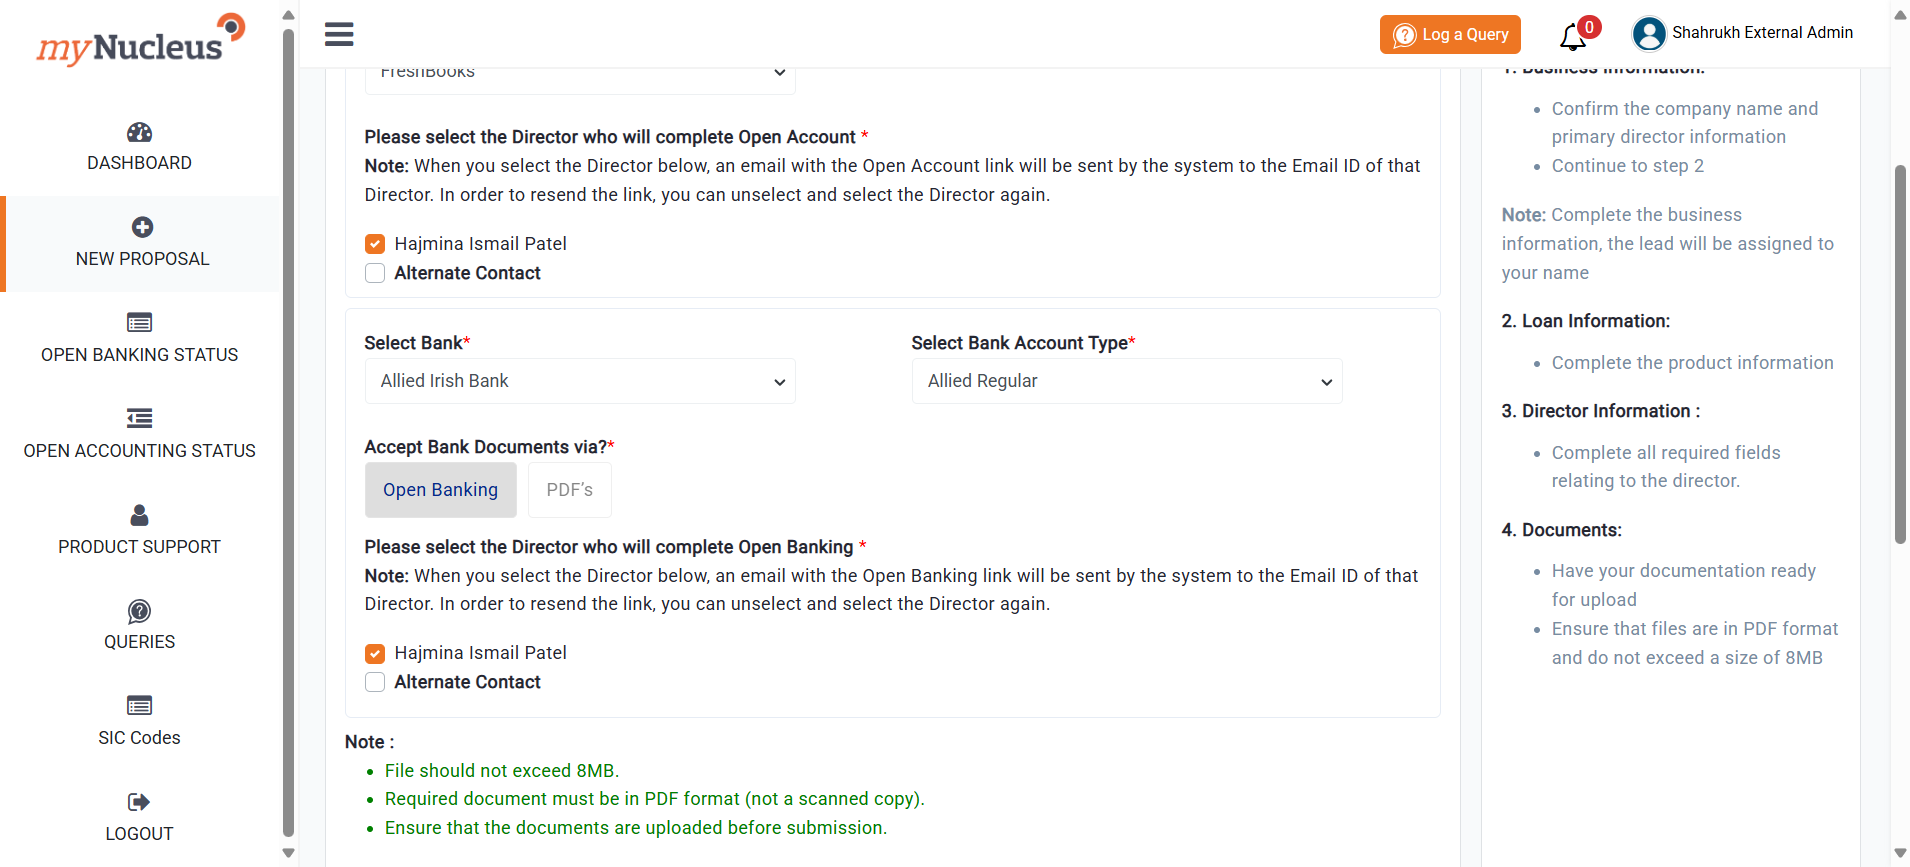 myNucleus
DASHBOARD
NEW PROPOSAL
OPEN BANKING STATUS
OPEN ACCOUNTING STATUS
PRODUCT SUPPORT
QUERIES
SIC Codes
LOGOUT
Log a Query
0
Shahrukh External Admin
FreshBooks
Please select the Director who will complete Open Account *
Note: When you select the Director below, an email with the Open Account link will be sent by the system to the Email ID of that
Director. In order to resend the link, you can unselect and select the Director again.
Hajmina Ismail Patel
Alternate Contact
Select Bank*
Allied Irish Bank
Select Bank Account Type*
Allied Regular
Accept Bank Documents via?*
Open Banking
PDF's
Please select the Director who will complete Open Banking *
Note: When you select the Director below, an email with the Open Banking link will be sent by the system to the Email ID of that
Director. In order to resend the link, you can unselect and select the Director again.
Hajmina Ismail Patel
Alternate Contact
Note :
File should not exceed 8MB.
Required document must be in PDF format (not a scanned copy).
Ensure that the documents are uploaded before submission.
1. Business Information:
Confirm the company name and
primary director information
Continue to step 2
Note: Complete the business
information, the lead will be assigned to
your name
2. Loan Information:
Complete the product information
3. Director Information :
Complete all required fields
relating to the director.
4. Documents:
Have your documentation ready
for upload
Ensure that files are in PDF format
and do not exceed a size of 8MB